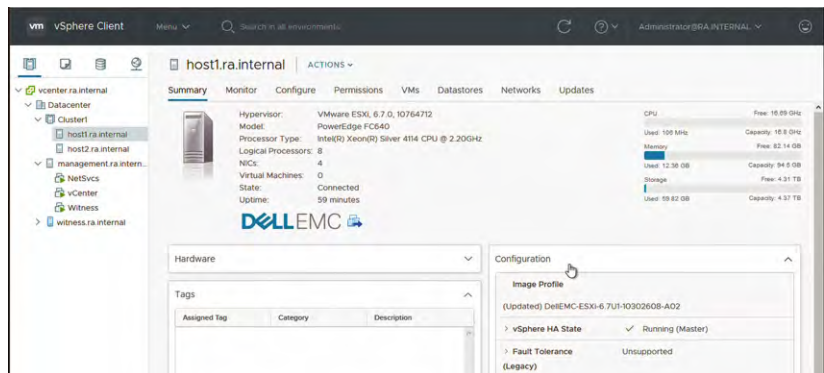 vm vSphere Client Menu Search in all environments Administrator@RA.INTERNAL
host1.ra.internal ACTIONS
Summary Monitor Configure Permissions VMs Datastores Networks Updates
vcenter.ra.internal
Datacenter
Cluster1
host1.ra.internal
host2.ra.internal
management.ra.intern...
NetSvcs
vCenter
Witness
witness.ra.internal
Hypervisor: VMware ESXi, 6.7.0, 10764712
Model: PowerEdge FC640
Processor Type: Intel(R) Xeon(R) Silver 4114 CPU @ 2.20GHz
Logical Processors: 8
NICs: 4
Virtual Machines: 0
State: Connected
Uptime: 59 minutes
DELLEMC
CPU Free: 16.69 GHz
Used: 106 MHz Capacity: 16.8 GHz
Memory Free: 82.14 GB
Used: 12.38 GB Capacity: 94.5 GB
Storage Free: 4.31 TB
Used: 59.82 GB Capacity: 4.37 TB
Hardware
Tags
Assigned Tag Category Description
Configuration
Image Profile
(Updated) DellEMC-ESXi-6.7U1-10302608-A02
vSphere HA State Running (Master)
Fault Tolerance Unsupported
(Legacy)